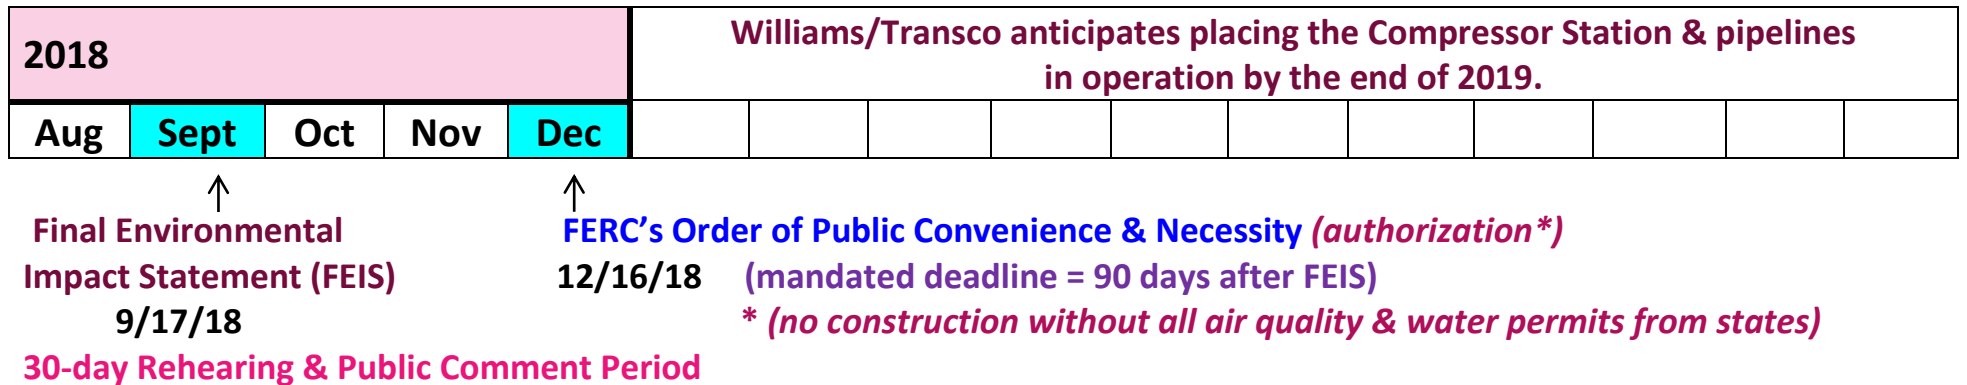 2018
Williams/Transco anticipates placing the Compressor Station & pipelines
in operation by the end of 2019.
Aug Sept Oct Nov Dec
Final Environmental
Impact Statement (FEIS)
9/17/18
30-day Rehearing & Public Comment Period
FERC’s Order of Public Convenience & Necessity (authorization*)
12/16/18 (mandated deadline = 90 days after FEIS)
* (no construction without all air quality & water permits from states)